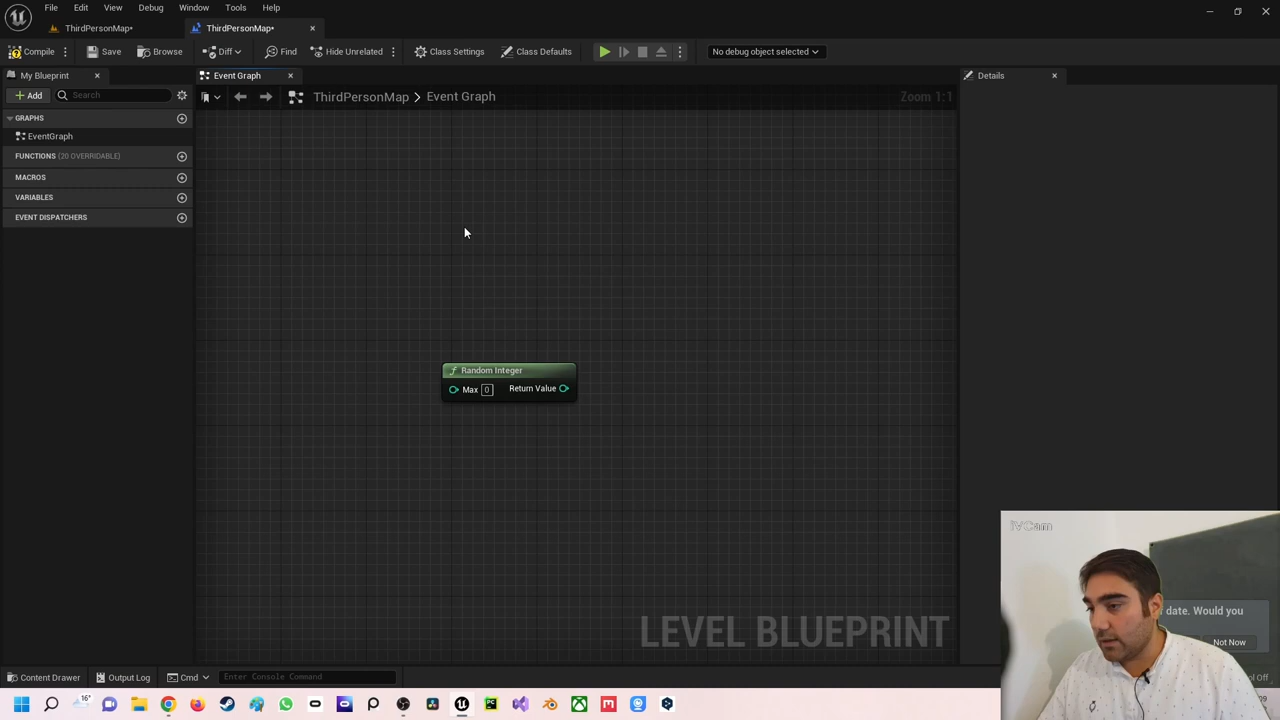 File Edit View Debug Window Tools Help
ThirdPersonMap• ThirdPersonMap•
Compile Save Browse Diff Find Hide Unrelated Class Settings Class Defaults No debug object selected
My Blueprint Event Graph Details
Add Search ThirdPersonMap > Event Graph Zoom 1:1
GRAPHS
EventGraph
FUNCTIONS (20 OVERRIDABLE)
MACROS
VARIABLES
EVENT DISPATCHERS
Random Integer
Max 0 Return Value
iVCam
date. Would you
Not Now
LEVEL BLUEPRINT
Content Drawer Output Log Cmd Enter Console Command
16°